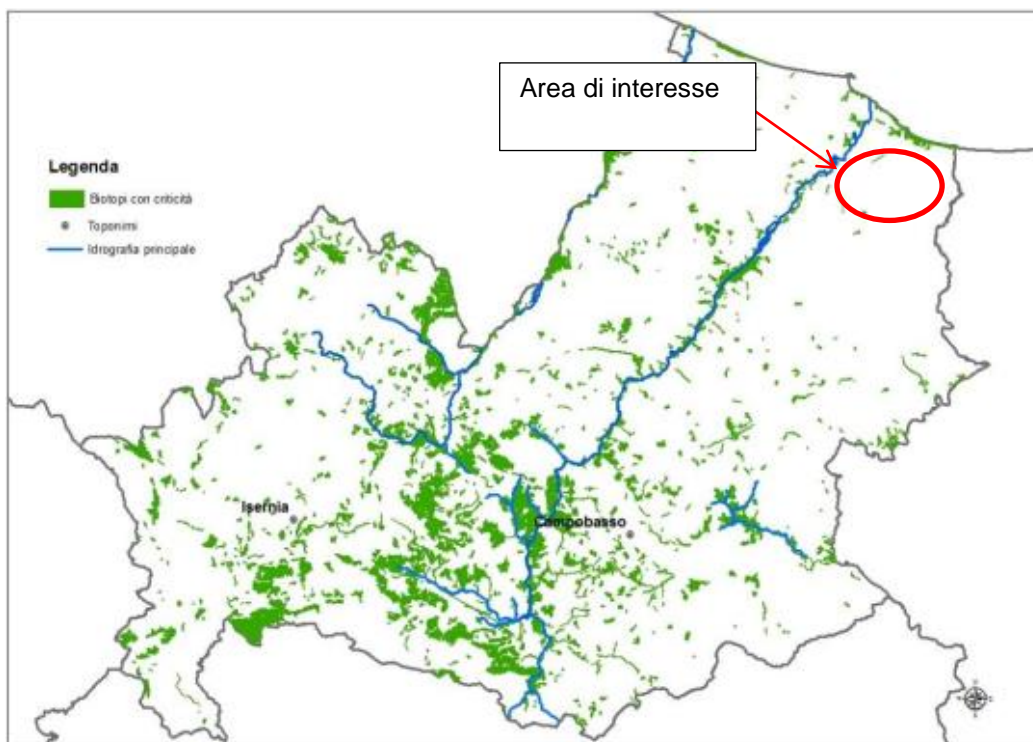 Area di interesse
Legenda
Biotopi con criticità
Toponimi
Idrografia principale
Isernia
Campobasso